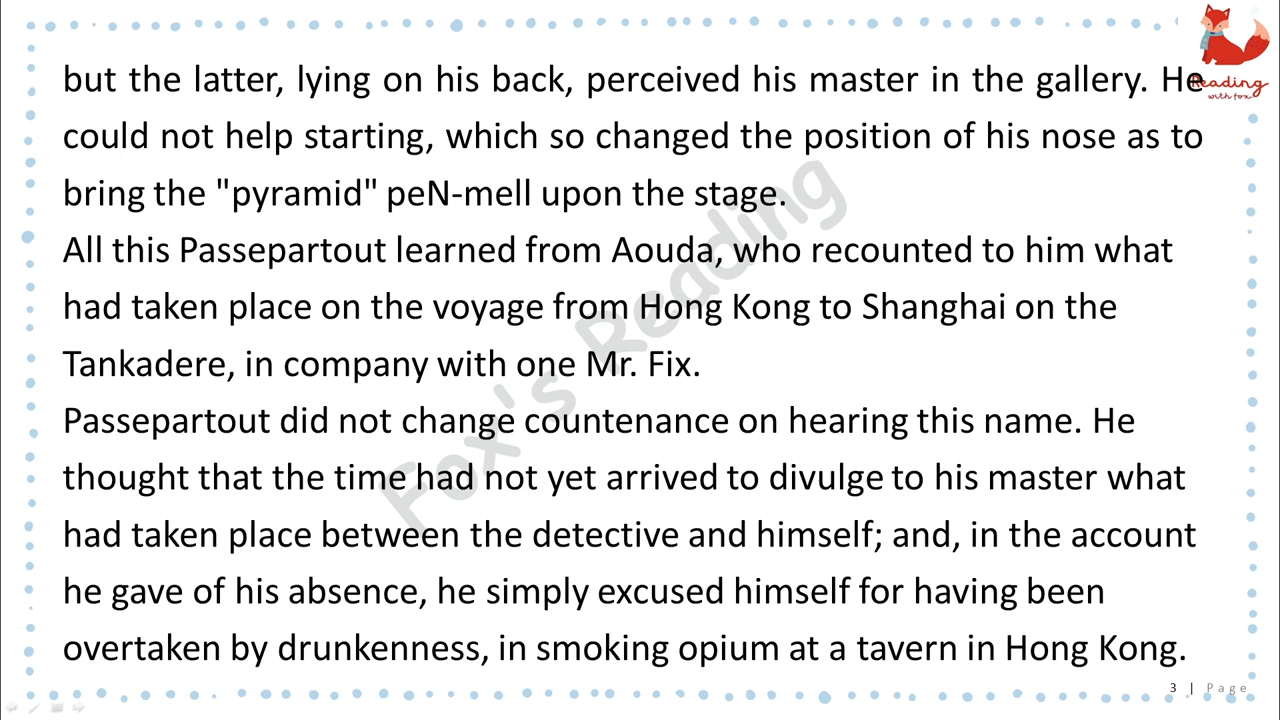 but the latter, lying on his back, perceived his master in the gallery. He
could not help starting, which so changed the position of his nose as to
bring the "pyramid" peN-mell upon the stage.
All this Passepartout learned from Aouda, who recounted to him what
had taken place on the voyage from Hong Kong to Shanghai on the
Tankadere, in company with one Mr. Fix.
Passepartout did not change countenance on hearing this name. He
thought that the time had not yet arrived to divulge to his master what
had taken place between the detective and himself; and, in the account
he gave of his absence, he simply excused himself for having been
overtaken by drunkenness, in smoking opium at a tavern in Hong Kong.
3 | Page
Reading
with fox
Fox's Reading